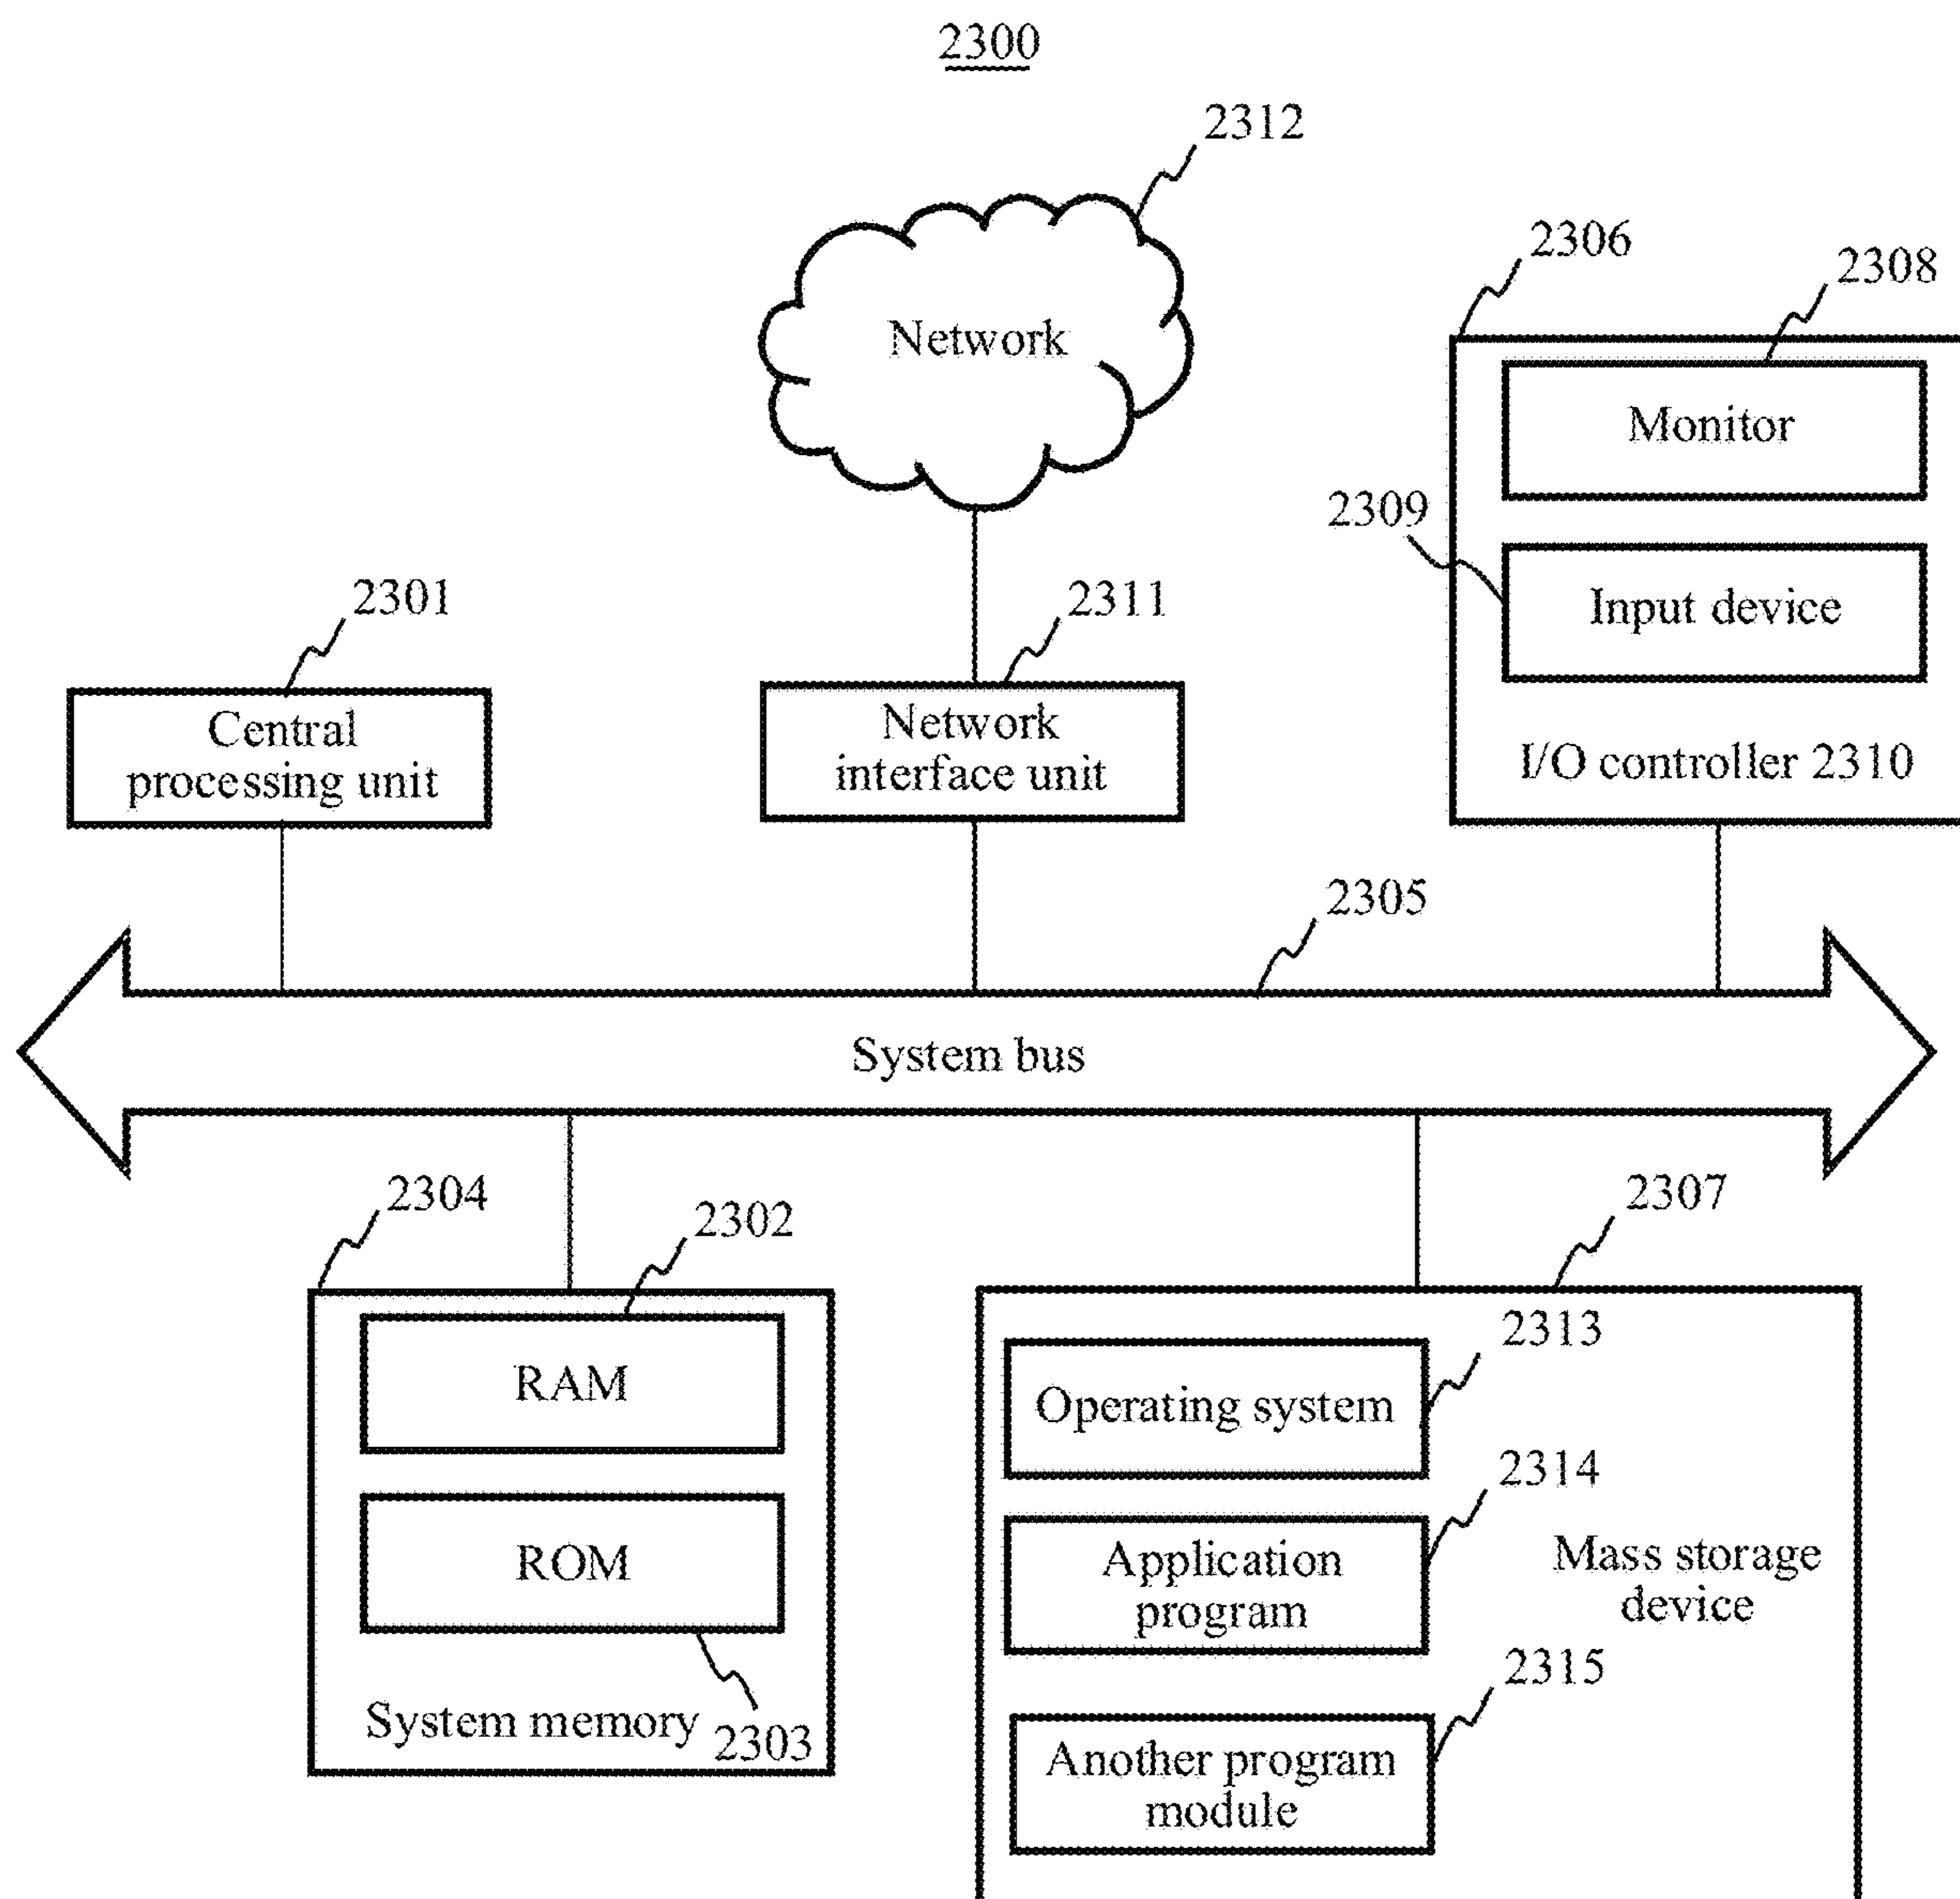 2300
2312
Network
2306
2308
Monitor
2309
Input device
I/O controller 2310
2301
Central
processing unit
2311
Network
interface unit
2305
System bus
2304
2302
RAM
ROM
System memory
2303
2307
2313
Operating system
2314
Application
program
Mass storage
device
2315
Another program
module